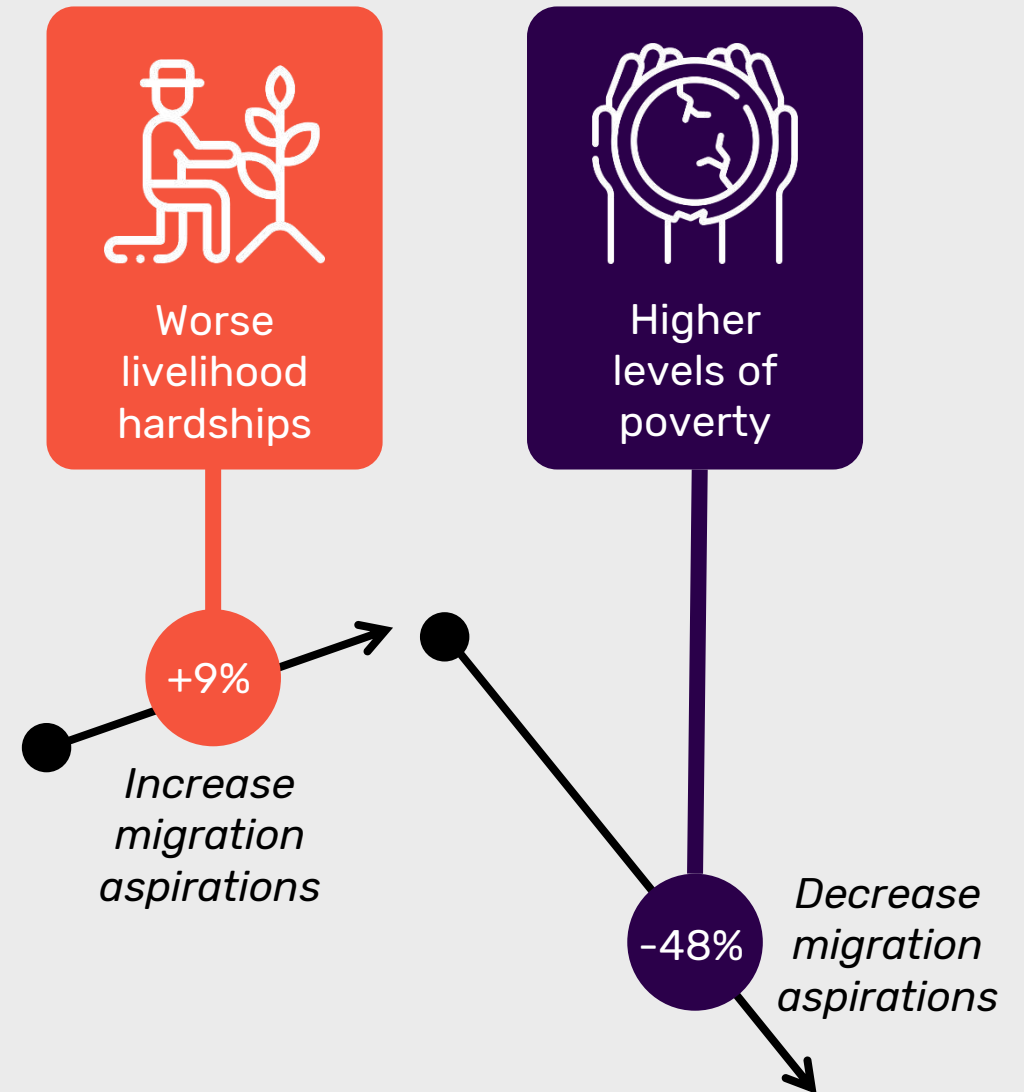 Worse
livelihood
hardships
Higher
levels of
poverty
+9%
Increase
migration
aspirations
-48%
Decrease
migration
aspirations